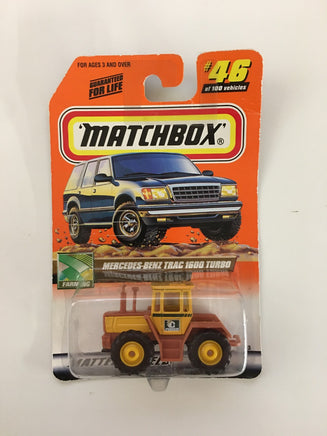 FOR AGES 3 AND OVER
GUARANTEED
FOR LIFE
#46
of 100 vehicles
MATCHBOX®
MERCEDES-BENZ TRAC 1600 TURBO
FARMING